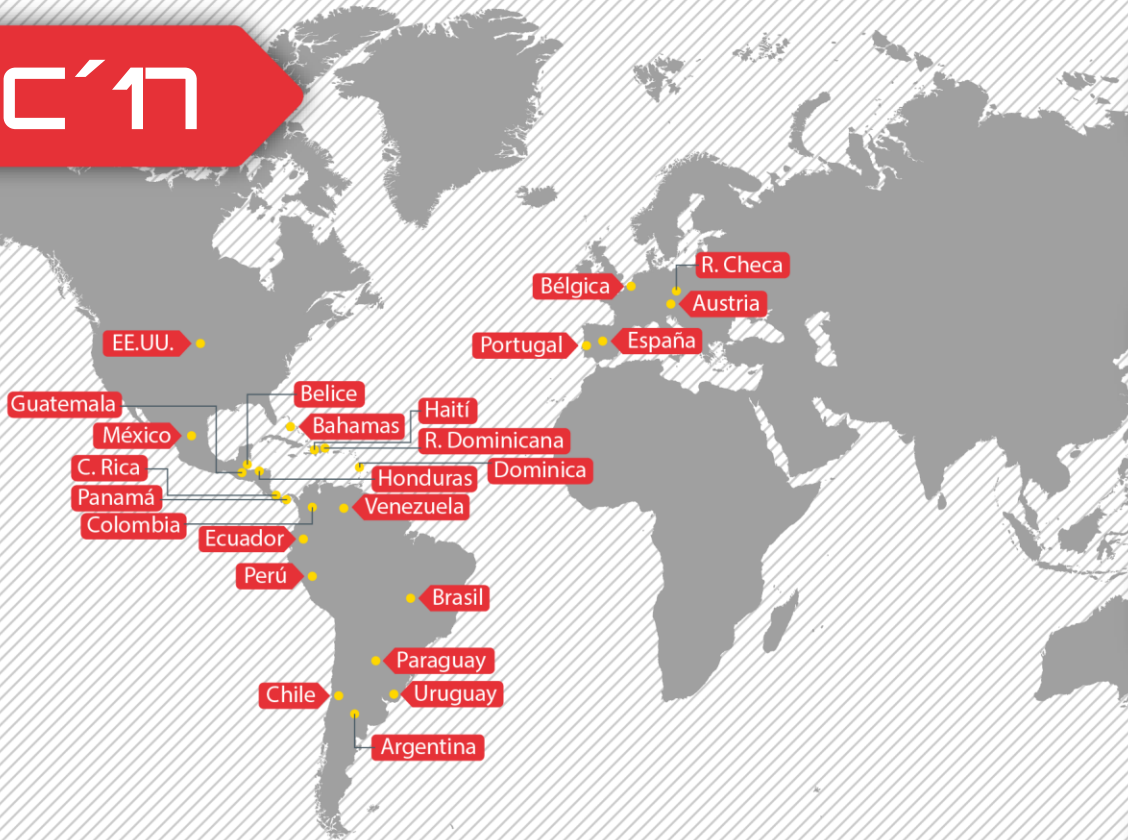 C´17
R. Checa
Bélgica
Austria
EE.UU.
Portugal
España
Belice
Guatemala
Haití
Bahamas
México
R. Dominicana
C. Rica
Dominica
Honduras
Panamá
Venezuela
Colombia
Ecuador
Perú
Brasil
Paraguay
Chile
Uruguay
Argentina